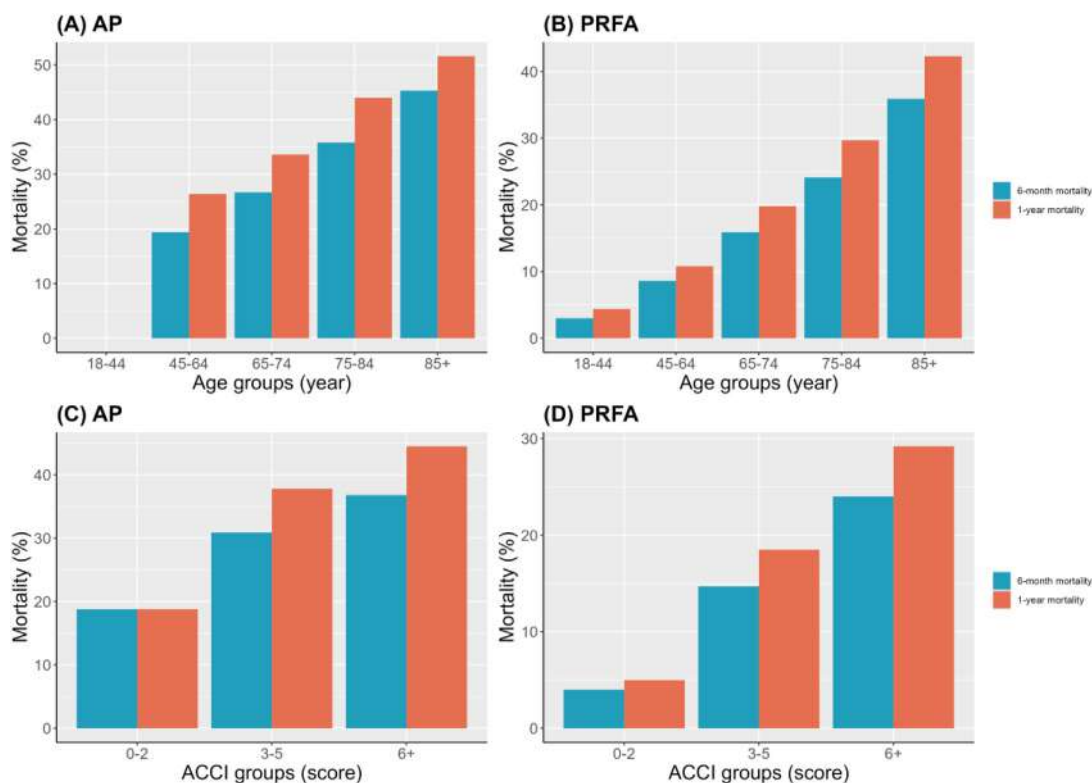 (A) AP
Mortality (%)
50
40
30
20
10
0
18-44 45-64 65-74 75-84 85+
Age groups (year)
(B) PRFA
Mortality (%)
40
30
20
10
0
18-44 45-64 65-74 75-84 85+
Age groups (year)
6-month mortality
1-year mortality
(C) AP
Mortality (%)
40
30
20
10
0
0-2 3-5 6+
ACCI groups (score)
(D) PRFA
Mortality (%)
30
20
10
0
0-2 3-5 6+
ACCI groups (score)
6-month mortality
1-year mortality